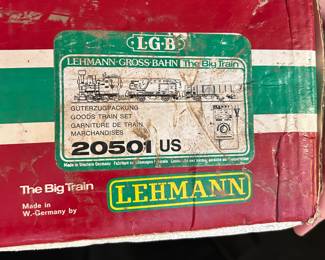 L·G·B
LEHMANN-GROSS-BAHN The Big Train
GÜTERZUGPACKUNG
GOODS TRAIN SET
GARNITURE DE TRAIN
MARCHANDISES
20501 US
The Big Train
LEHMANN
Made in
W.-Germany by